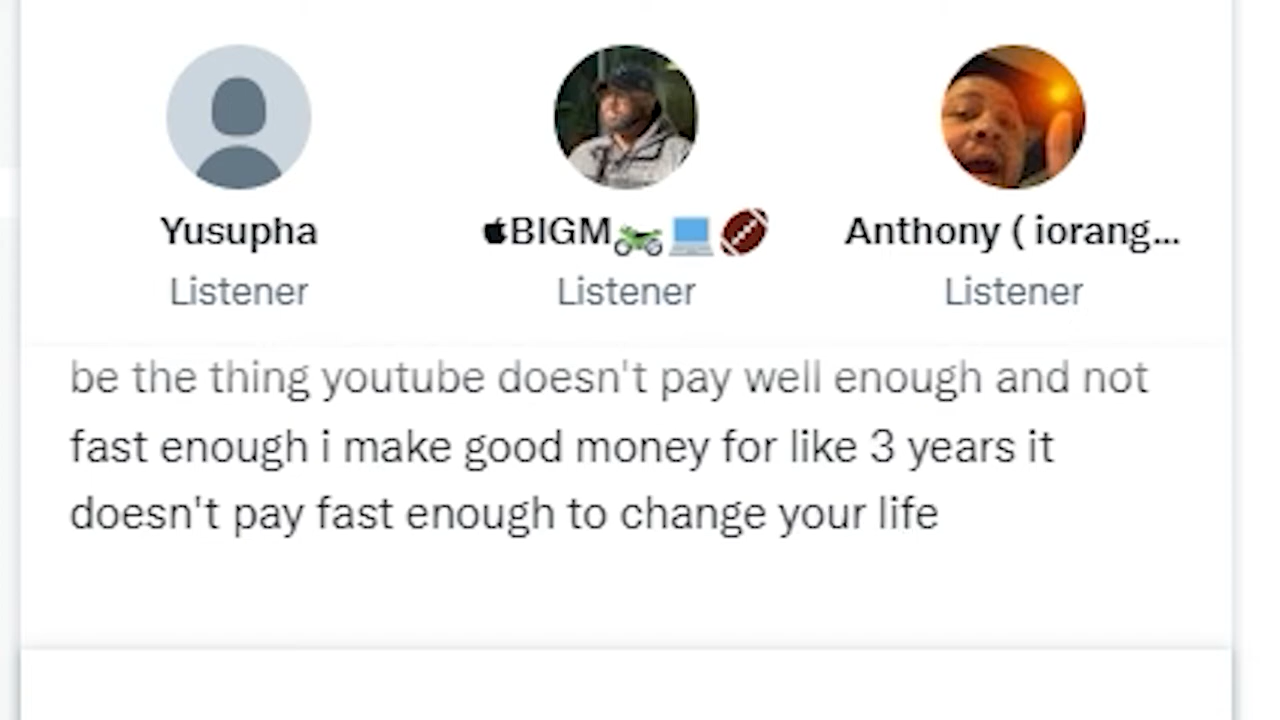 Yusupha
BIGM🏍️💻🏈
Anthony ( iorang...
Listener
Listener
Listener
be the thing youtube doesn't pay well enough and not
fast enough i make good money for like 3 years it
doesn't pay fast enough to change your life